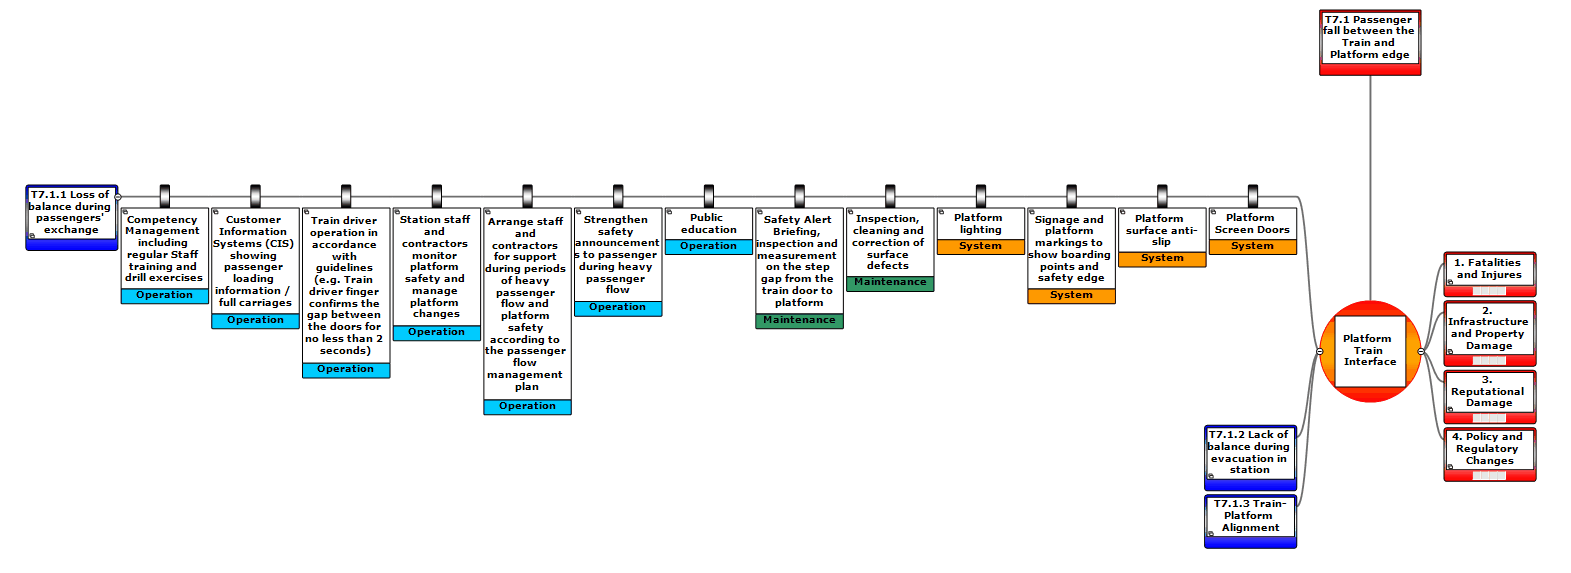 T7.1 Passenger
fall between the
Train and
Platform edge
T7.1.1 Loss of
balance during
passengers'
exchange
Competency
Management
including
regular Staff
training and
drill exercises
Operation
Customer
Information
Systems (CIS)
showing
passenger
loading
information /
full carriages
Operation
Train driver
operation in
accordance
with
guidelines
(e.g. Train
driver finger
confirms the
gap between
the doors for
no less than 2
seconds)
Operation
Station staff
and
contractors
monitor
platform
safety and
manage
platform
changes
Operation
Arrange staff
and
contractors
for support
during periods
of heavy
passenger
flow and
platform
safety
according to
the passenger
flow
management
plan
Operation
Strengthen
safety
announcement
s to passenger
during heavy
passenger
flow
Operation
Public
education
Operation
Safety Alert
Briefing,
inspection and
measurement
on the step
gap from the
train door to
platform
Maintenance
Inspection,
cleaning and
correction of
surface
defects
Maintenance
Platform
lighting
System
Signage and
platform
markings to
show boarding
points and
safety edge
System
Platform
surface anti-
slip
System
Platform
Screen Doors
System
Platform
Train
Interface
1. Fatalities
and Injures
2.
Infrastructure
and Property
Damage
3.
Reputational
Damage
4. Policy and
Regulatory
Changes
T7.1.2 Lack of
balance during
evacuation in
station
T7.1.3 Train-
Platform
Alignment